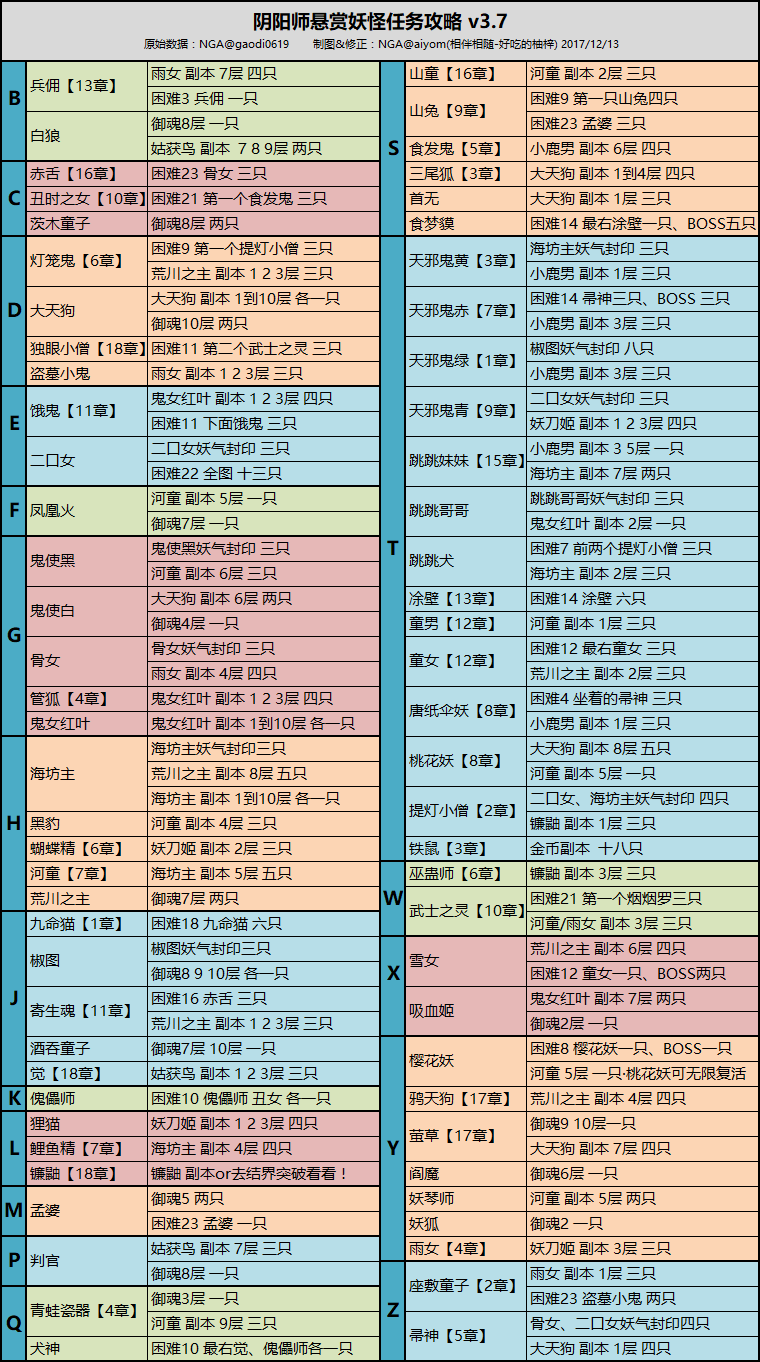 阴阳师悬赏妖怪任务攻略 v3.7
原始数据：NGA@gaodi0619 制图&修正：NGA@aiyom(相伴相随-好吃的柚梓) 2017/12/13
B
兵俑【13章】
雨女 副本 7层 四只
困难3 兵俑 一只
白狼
御魂8层 一只
姑获鸟 副本 7 8 9层 两只
C
赤舌【16章】
困难23 骨女 三只
丑时之女【10章】
困难21 第一个食发鬼 三只
茨木童子
御魂8层 两只
D
灯笼鬼【6章】
困难9 第一个提灯小僧 三只
荒川之主 副本 1 2 3层 三只
大天狗
大天狗 副本 1到10层 各一只
御魂10层 两只
独眼小僧【18章】
困难11 第二个武士之灵 三只
盗墓小鬼
雨女 副本 1 2 3层 三只
E
饿鬼【11章】
鬼女红叶 副本 1 2 3层 四只
困难11 下面饿鬼 三只
二口女
二口女妖气封印 三只
困难22 全图 十三只
F
凤凰火
河童 副本 5层 一只
御魂7层 一只
G
鬼使黑
鬼使黑妖气封印 三只
河童 副本 6层 三只
鬼使白
大天狗 副本 6层 两只
御魂4层 一只
骨女
骨女妖气封印 三只
雨女 副本 4层 四只
管狐【4章】
鬼女红叶 副本 1 2 3层 四只
鬼女红叶
鬼女红叶 副本 1到10层 各一只
H
海坊主
海坊主妖气封印三只
荒川之主 副本 8层 五只
海坊主 副本 1到10层 各一只
黑豹
河童 副本 4层 三只
蝴蝶精【6章】
妖刀姬 副本 2层 三只
河童【7章】
海坊主 副本 5层 五只
荒川之主
御魂7层 两只
J
九命猫【1章】
困难18 九命猫 六只
椒图
椒图妖气封印三只
御魂8 9 10层 各一只
寄生魂【11章】
困难16 赤舌 三只
荒川之主 副本 1 2 3层 三只
酒吞童子
御魂7层 10层 一只
觉【18章】
姑获鸟 副本 1 2 3层 三只
K
傀儡师
困难10 傀儡师 丑女 各一只
L
狸猫
妖刀姬 副本 1 2 3层 四只
鲤鱼精【7章】
海坊主 副本 4层 四只
镰鼬【18章】
镰鼬 副本or去结界突破看看！
M
孟婆
御魂5 两只
困难23 孟婆 一只
P
判官
姑获鸟 副本 7层 三只
御魂8层 一只
Q
青蛙瓷器【4章】
御魂3层 一只
河童 副本 9层 三只
犬神
困难10 最右觉、傀儡师各一只
S
山童【16章】
河童 副本 2层 三只
山兔【9章】
困难9 第一只山兔四只
困难23 孟婆 三只
食发鬼【5章】
小鹿男 副本 6层 四只
三尾狐【3章】
大天狗 副本 1到4层 四只
首无
大天狗 副本 1层 三只
食梦貘
困难14 最右涂壁一只、BOSS五只
T
天邪鬼黄【3章】
海坊主妖气封印 三只
小鹿男 副本 1层 三只
天邪鬼赤【7章】
困难14 帚神三只、BOSS 三只
小鹿男 副本 3层 三只
天邪鬼绿【1章】
椒图妖气封印 八只
小鹿男 副本 3层 三只
天邪鬼青【9章】
二口女妖气封印 三只
妖刀姬 副本 1 2 3层 四只
跳跳妹妹【15章】
小鹿男 副本 3 5层 一只
海坊主 副本 7层 两只
跳跳哥哥
跳跳哥哥妖气封印 三只
鬼女红叶 副本 2层 一只
跳跳犬
困难7 前两个提灯小僧 三只
海坊主 副本 2层 三只
涂壁【13章】
困难14 涂壁 六只
童男【12章】
河童 副本 1层 三只
童女【12章】
困难12 最右童女 三只
荒川之主 副本 2层 三只
唐纸伞妖【8章】
困难4 坐着的帚神 三只
小鹿男 副本 1层 三只
桃花妖【8章】
大天狗 副本 8层 五只
河童 副本 5层 一只
提灯小僧【2章】
二口女、海坊主妖气封印 四只
镰鼬 副本 1层 三只
铁鼠【3章】
金币副本 十八只
W
巫蛊师【6章】
镰鼬 副本 3层 三只
武士之灵【10章】
困难21 第一个烟烟罗三只
河童/雨女 副本 3层 三只
X
雪女
荒川之主 副本 6层 四只
困难12 童女一只、BOSS两只
吸血姬
鬼女红叶 副本 7层 两只
御魂2层 一只
Y
樱花妖
困难8 樱花妖一只、BOSS一只
河童 5层 一只·桃花妖可无限复活
鸦天狗【17章】
荒川之主 副本 4层 四只
萤草【17章】
御魂9 10层一只
大天狗 副本 7层 四只
阎魔
御魂6层 一只
妖琴师
河童 副本 5层 两只
妖狐
御魂2 一只
雨女【4章】
妖刀姬 副本 3层 三只
Z
座敷童子【2章】
雨女 副本 1层 三只
困难23 盗墓小鬼 两只
帚神【5章】
骨女、二口女妖气封印四只
大天狗 副本 1层 四只